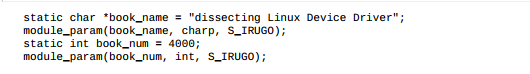 static char *book_name = "dissecting Linux Device Driver";
module_param(book_name, charp, S_IRUGO);
static int book_num = 4000;
module_param(book_num, int, S_IRUGO);